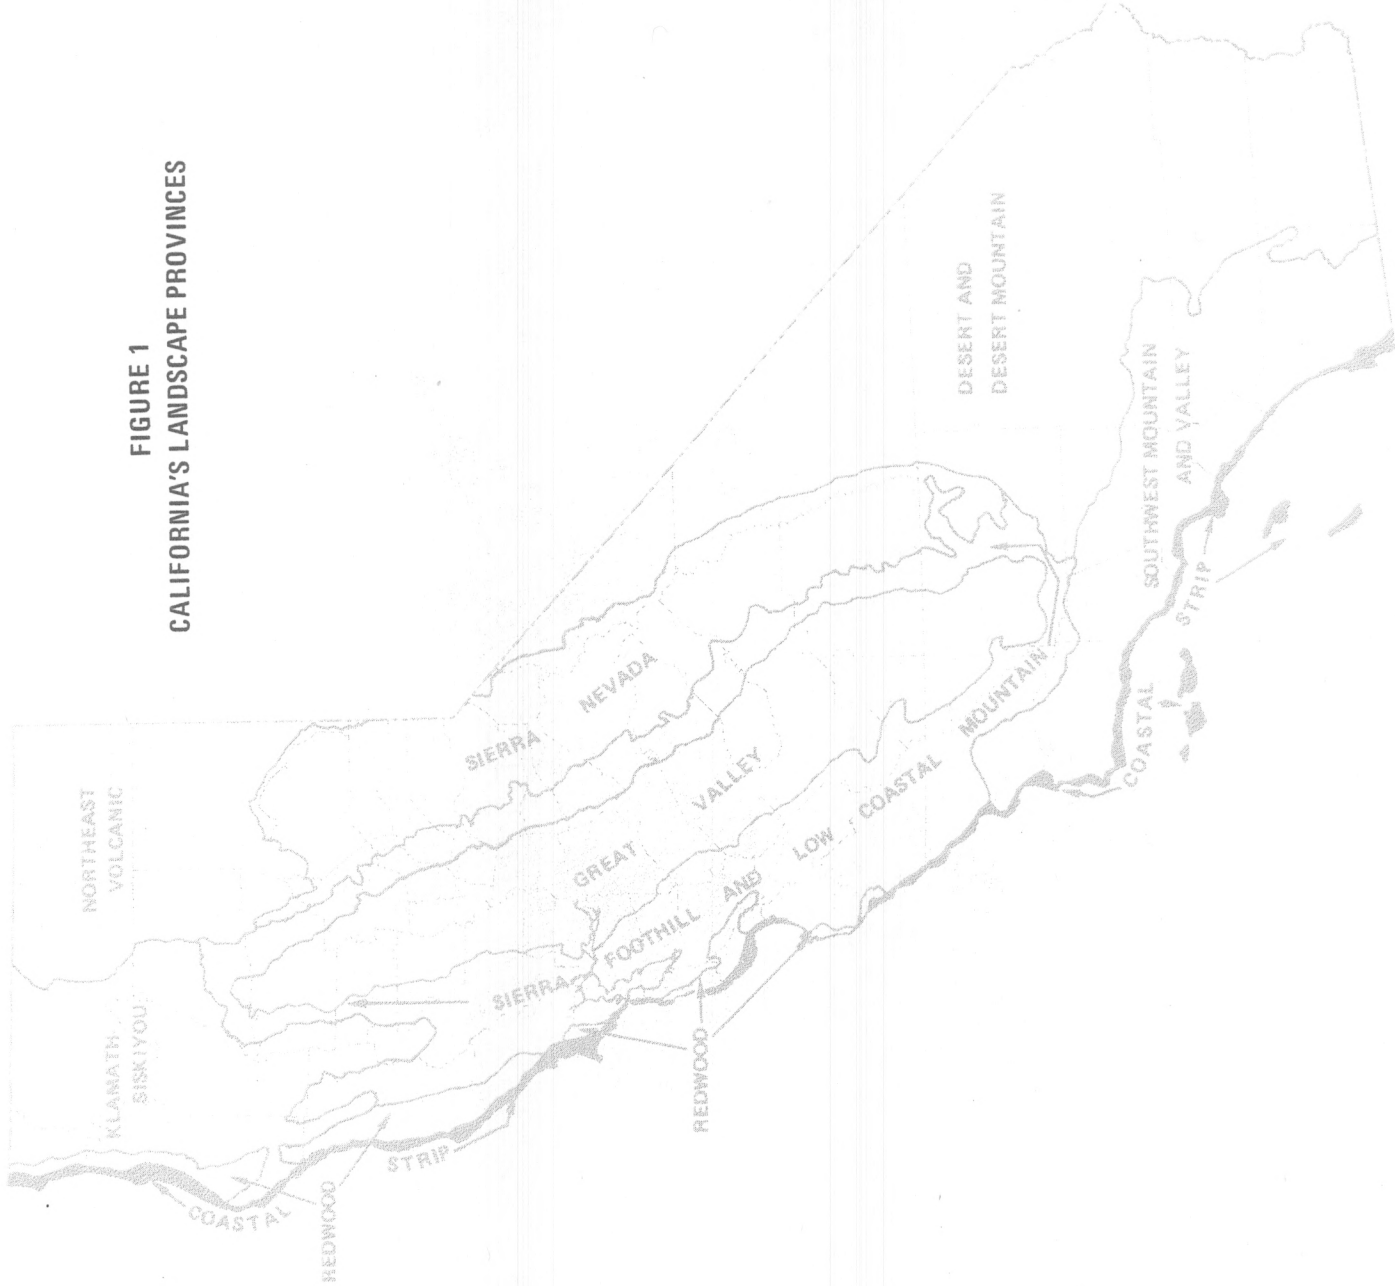 FIGURE 1
CALIFORNIA'S LANDSCAPE PROVINCES
NORTHEAST
VOLCANIC
KLAMATH
SISKIYOU
COASTAL
STRIP
REDWOOD
SIERRA
NEVADA
GREAT
VALLEY
SIERRA
FOOTHILL
AND
LOW
COASTAL
MOUNTAIN
REDWOOD
DESERT AND
DESERT MOUNTAIN
SOUTHWEST MOUNTAIN
AND VALLEY
COASTAL
STRIP